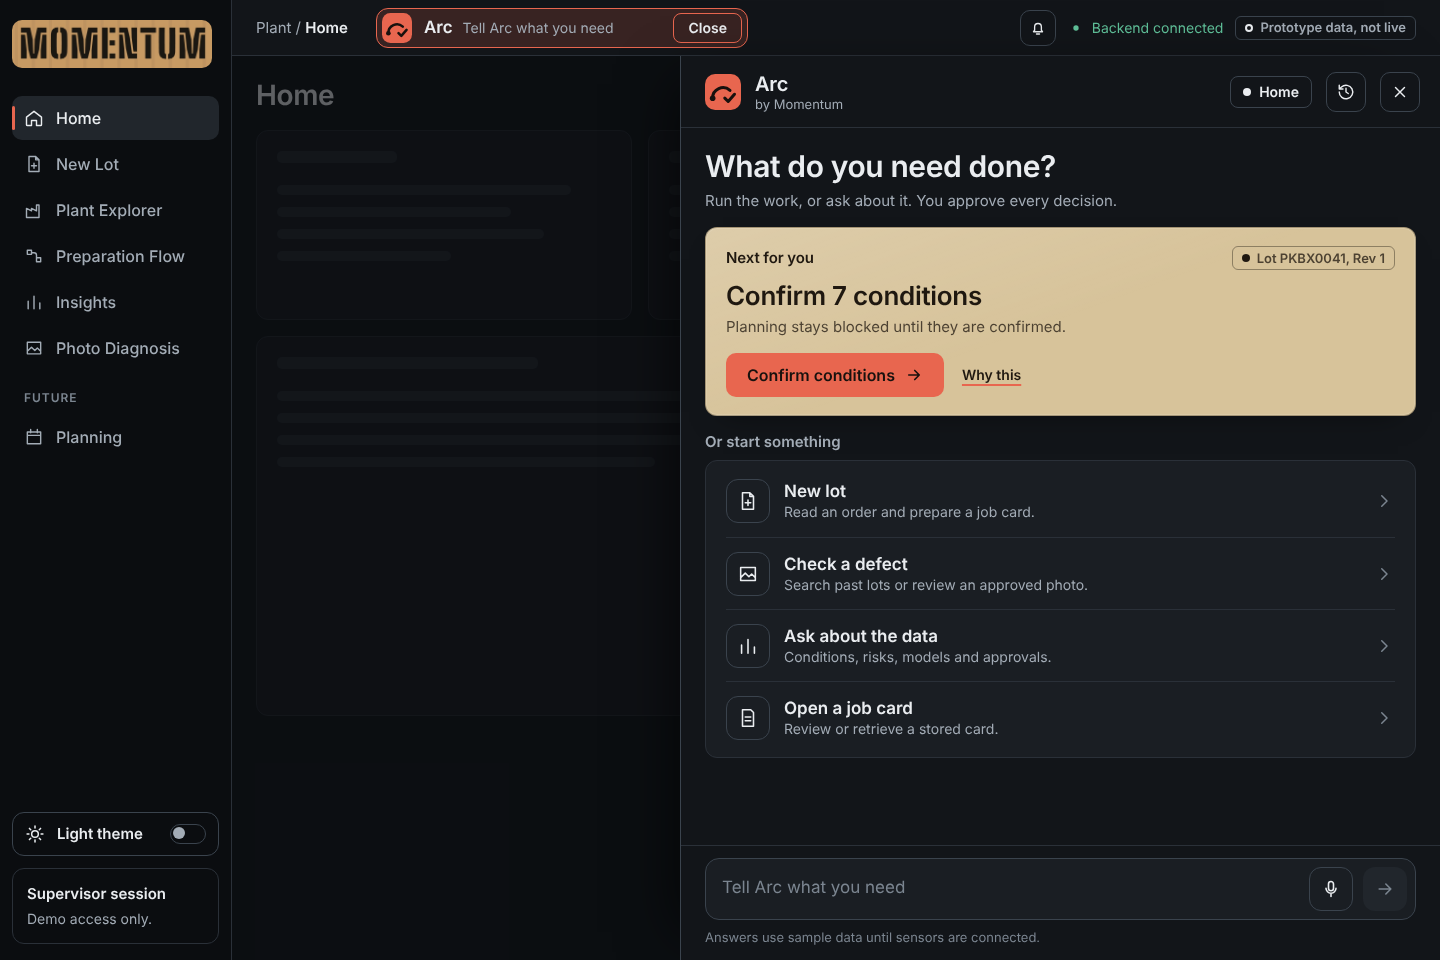 MOMENTUM
Home
New Lot
Plant Explorer
Preparation Flow
Insights
Photo Diagnosis
FUTURE
Planning
Light theme
Supervisor session
Demo access only.
Plant / Home
Arc Tell Arc what you need Close
Backend connected
Prototype data, not live
Home
Arc
by Momentum
Home
What do you need done?
Run the work, or ask about it. You approve every decision.
Next for you
Lot PKBX0041, Rev 1
Confirm 7 conditions
Planning stays blocked until they are confirmed.
Confirm conditions
Why this
Or start something
New lot
Read an order and prepare a job card.
Check a defect
Search past lots or review an approved photo.
Ask about the data
Conditions, risks, models and approvals.
Open a job card
Review or retrieve a stored card.
Tell Arc what you need
Answers use sample data until sensors are connected.